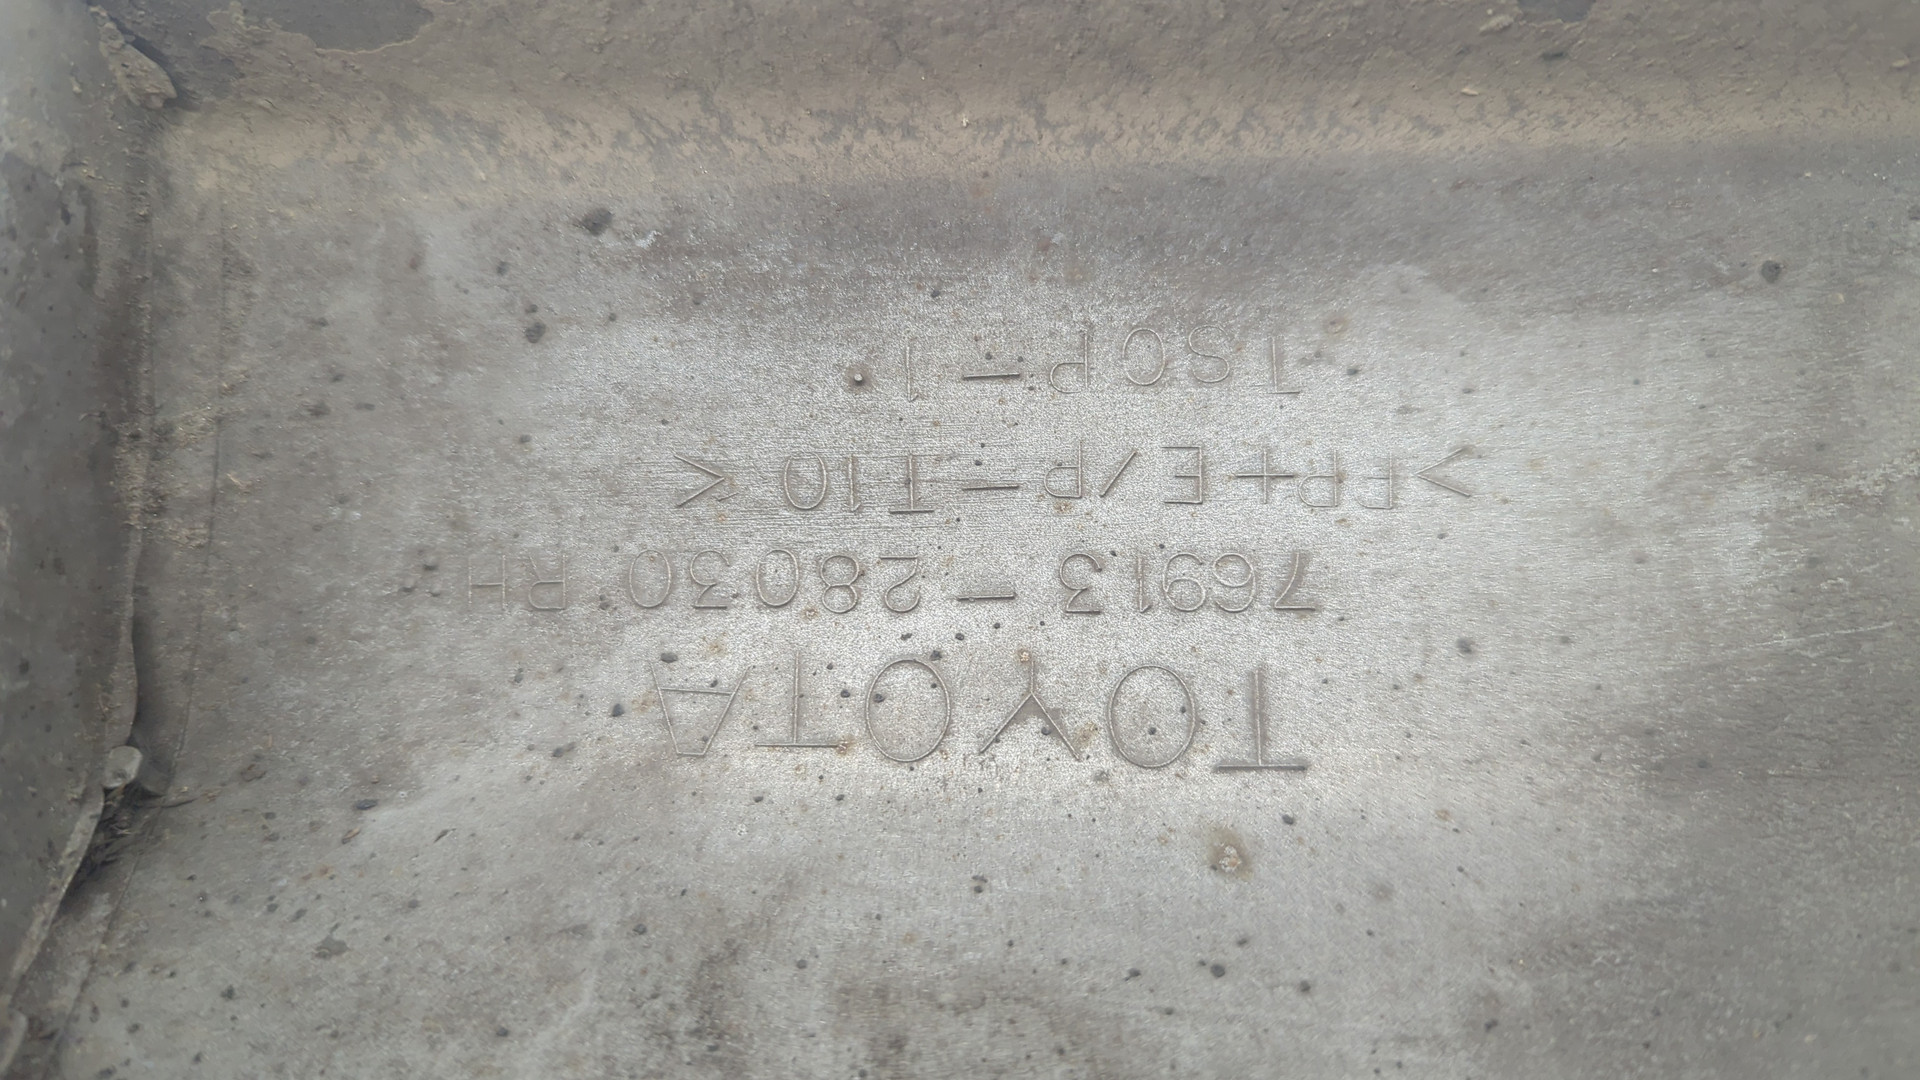 TOYOTA
76913-28030 RH
>PP+E/P-T10<
TSOP-1